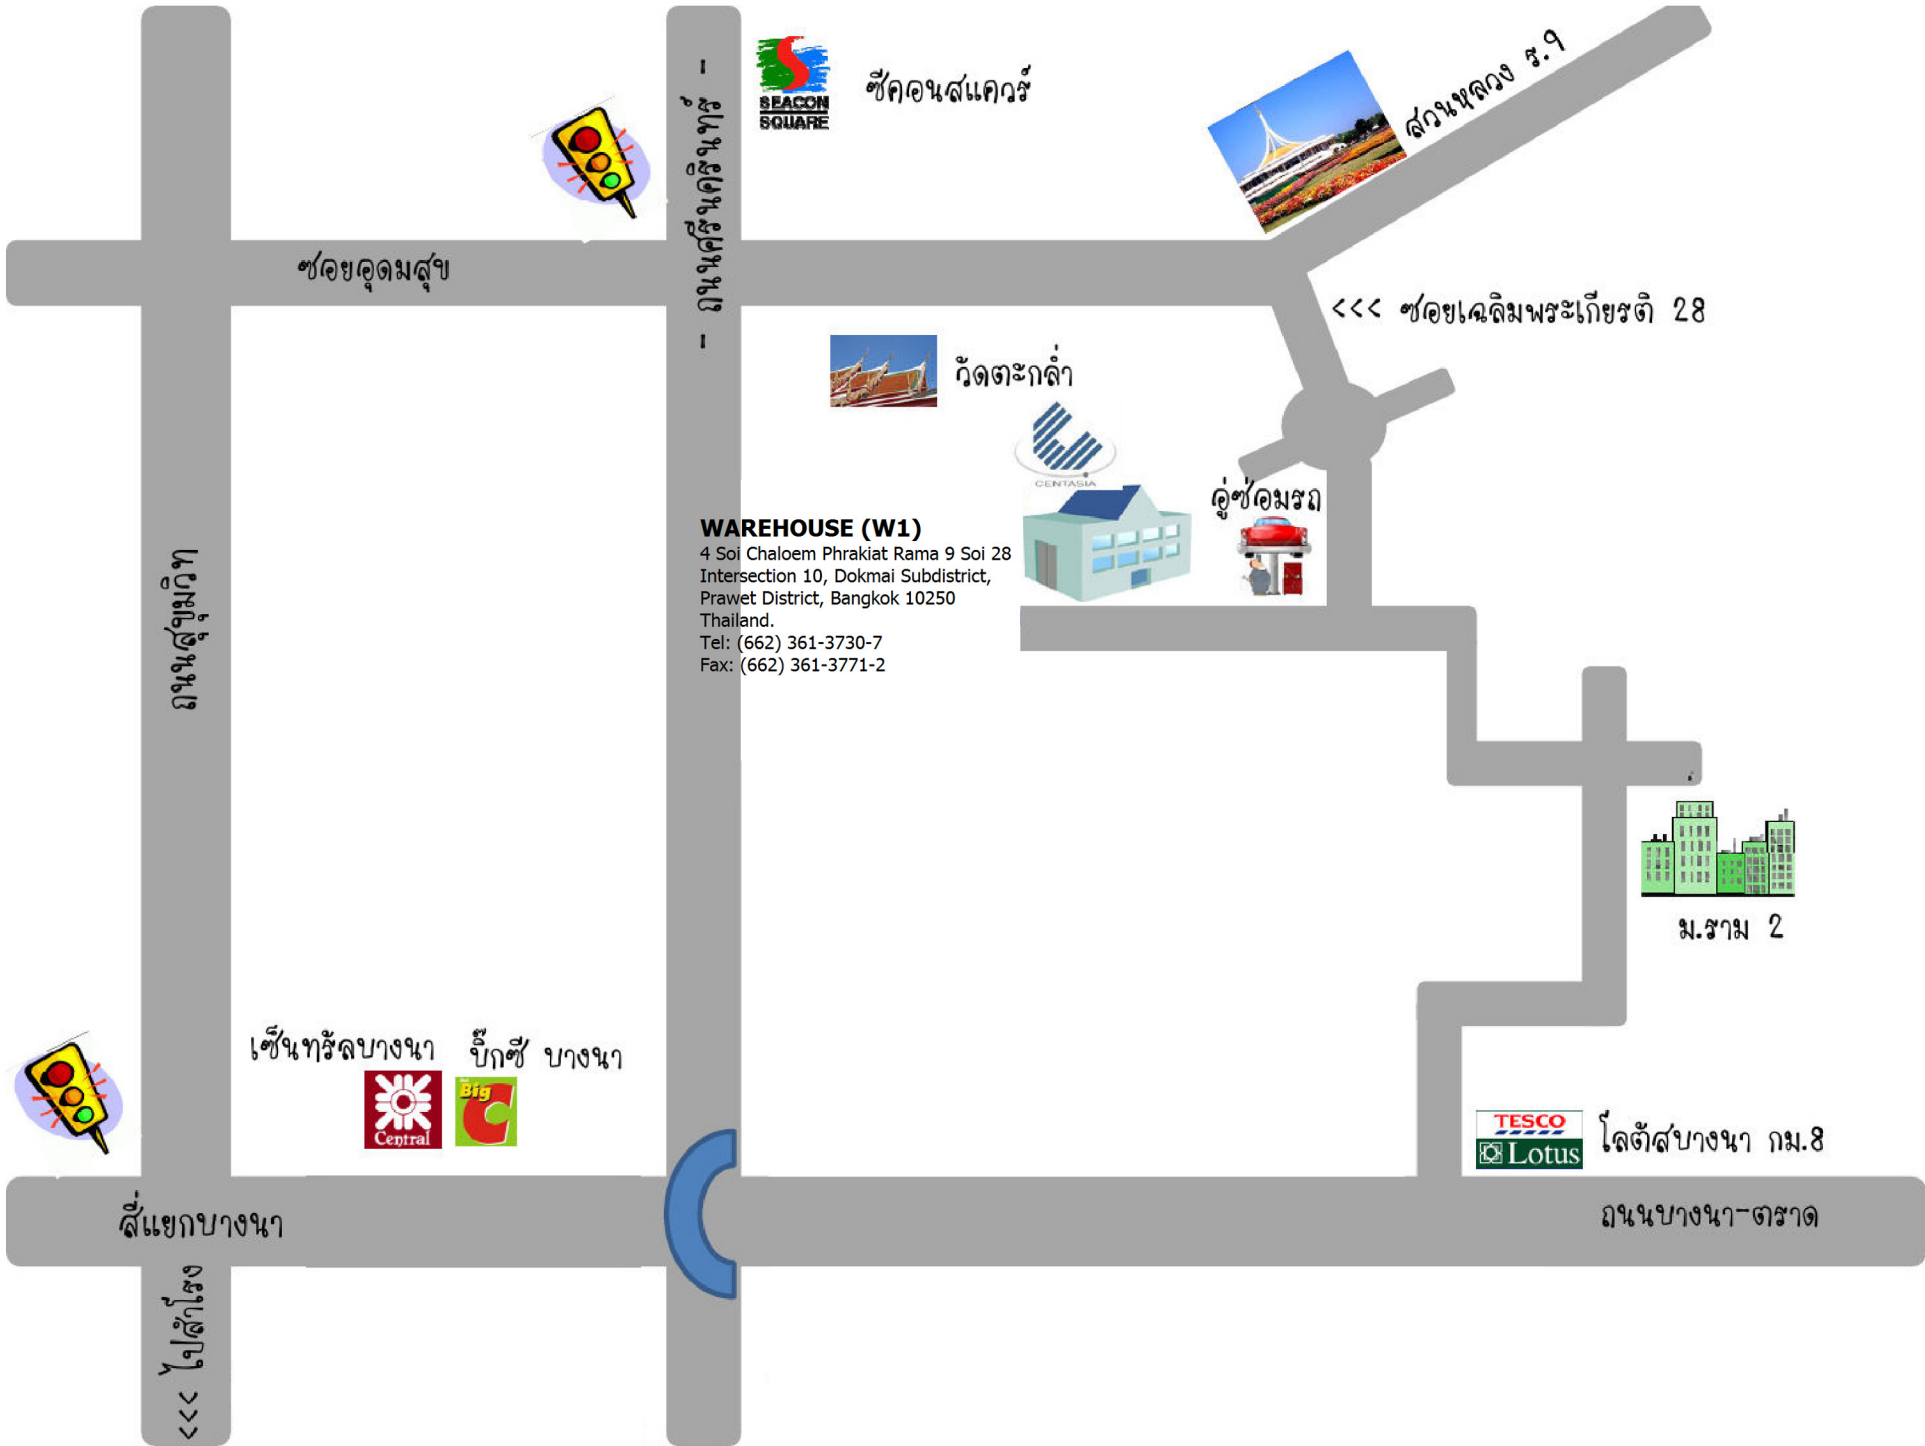 SEACON
SQUARE
ซีคอนสแควร์
สวนหลวง ร.9
- ถนนศรีนครินทร์ -
ซอยอุดมสุข
<<< ซอยเฉลิมพระเกียรติ 28
วัดตะกล่ำ
CENTASIA
อู่ซ่อมรถ
WAREHOUSE (W1)
4 Soi Chaloem Phrakiat Rama 9 Soi 28
Intersection 10, Dokmai Subdistrict,
Prawet District, Bangkok 10250
Thailand.
Tel: (662) 361-3730-7
Fax: (662) 361-3771-2
ถนนสุขุมวิท
ม.ราม 2
เซ็นทรัลบางนา
บิ๊กซี บางนา
Central
Big
C
TESCO
Lotus
โลตัสบางนา กม.8
สี่แยกบางนา
ถนนบางนา-ตราด
<<< ไปสำโรง